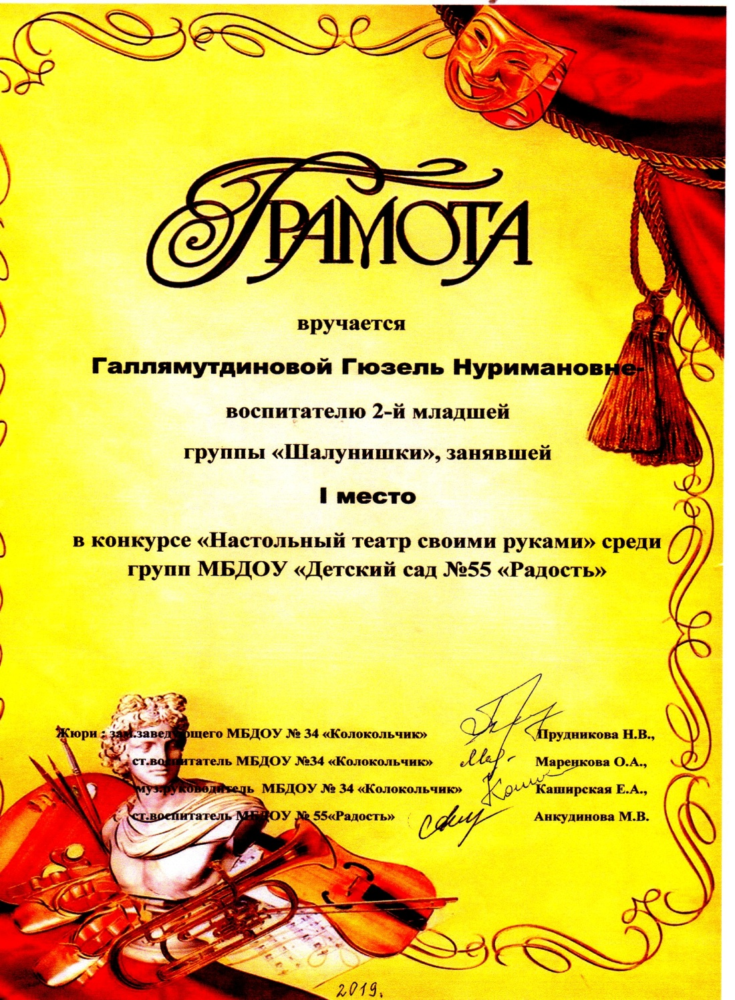 Грамота
вручается
Галлямутдиновой Гюзель Нуримановне-
воспитателю 2-й младшей
группы «Шалунишки», занявшей
I место
в конкурсе «Настольный театр своими руками» среди
групп МБДОУ «Детский сад №55 «Радость»
Жюри : зам.заведующего МБДОУ № 34 «Колокольчик» Прудникова Н.В.,
ст.воспитатель МБДОУ №34 «Колокольчик» Маренкова О.А.,
муз.руководитель МБДОУ № 34 «Колокольчик» Каширская Е.А.,
ст.воспитатель МБДОУ № 55«Радость» Анкудинова М.В.
2019.